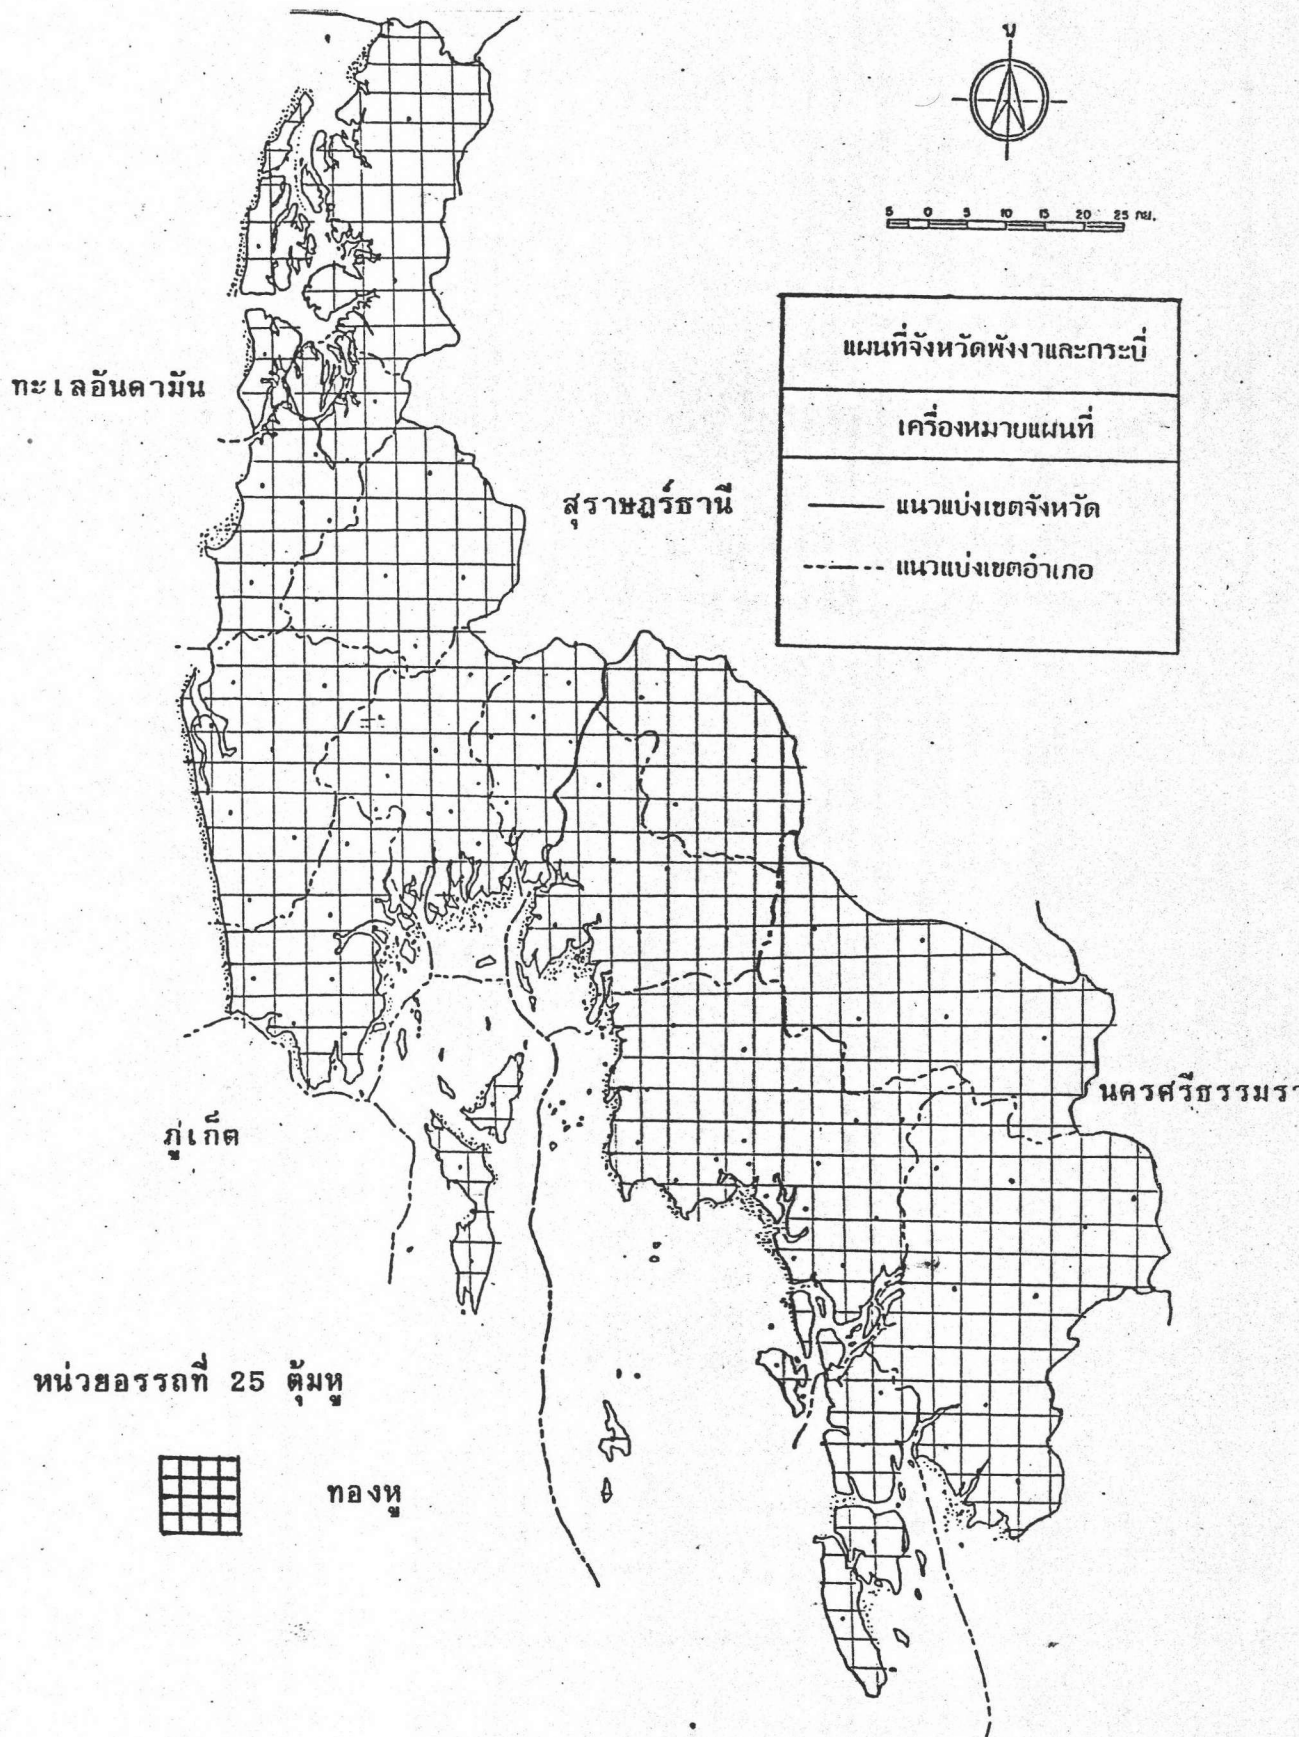 น
5 0 5 10 15 20 25 กม.
แผนที่จังหวัดพังงาและกระบี่
เครื่องหมายแผนที่
แนวแบ่งเขตจังหวัด
แนวแบ่งเขตอำเภอ
ทะเลอันดามัน
สุราษฎร์ธานี
นครศรีธรรมรา
ภูเก็ต
หน่วยอรรถที่ 25 ตุ้มหู
ทองหู